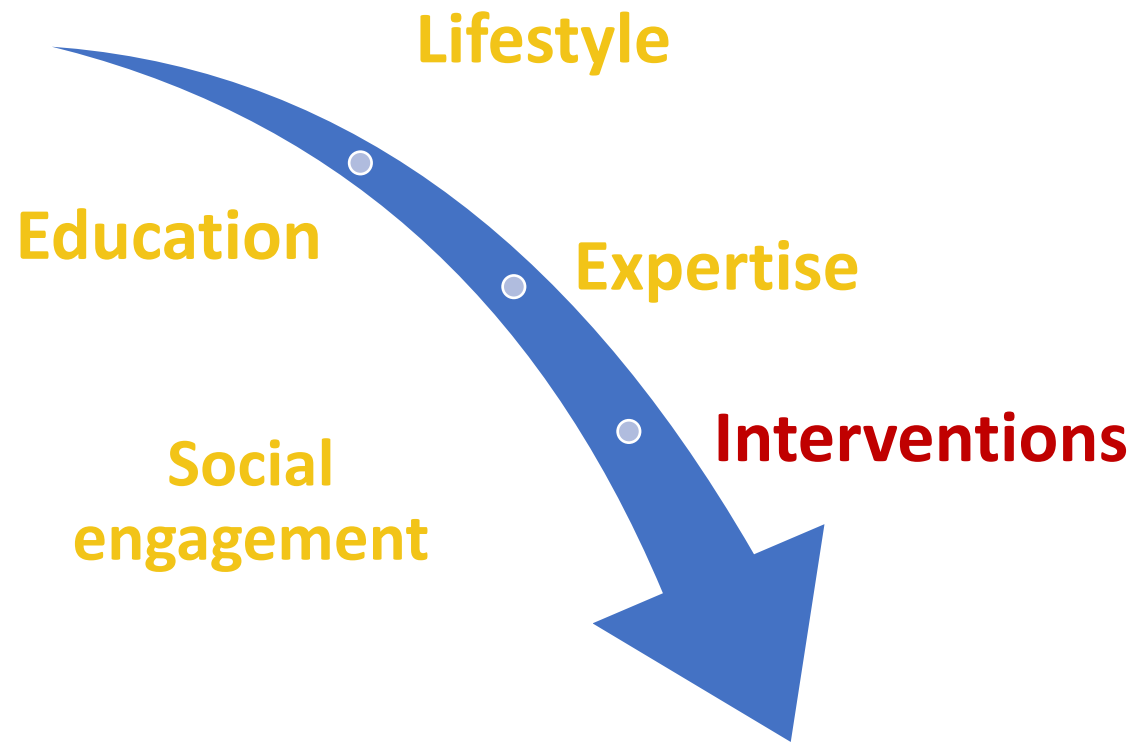 Lifestyle
Education
Expertise
Interventions
Social
engagement